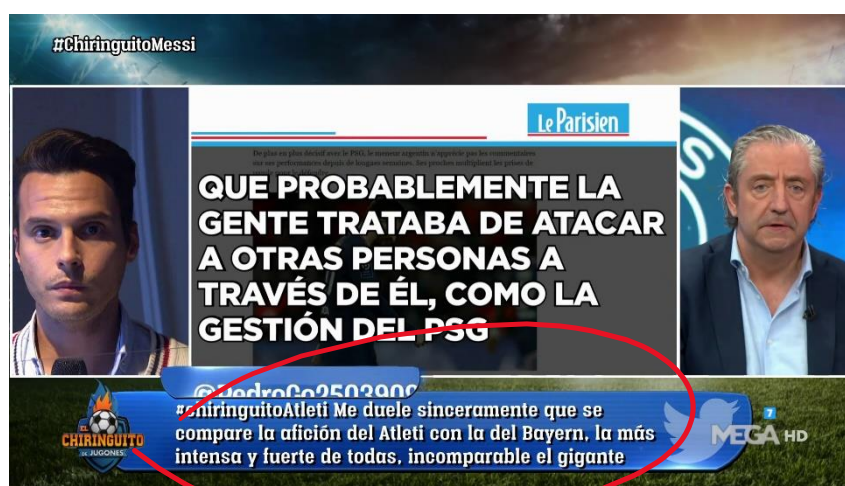 #ChiringuitoMessi
Le Parisien
QUE PROBABLEMENTE LA
GENTE TRATABA DE ATACAR
A OTRAS PERSONAS A
TRAVÉS DE ÉL, COMO LA
GESTIÓN DEL PSG
#ChiringuitoAtleti Me duele sinceramente que se
compare la afición del Atleti con la del Bayern, la más
intensa y fuerte de todas, incomparable el gigante
EL
CHIRINGUITO
DE JUGONES
7
MEGA HD